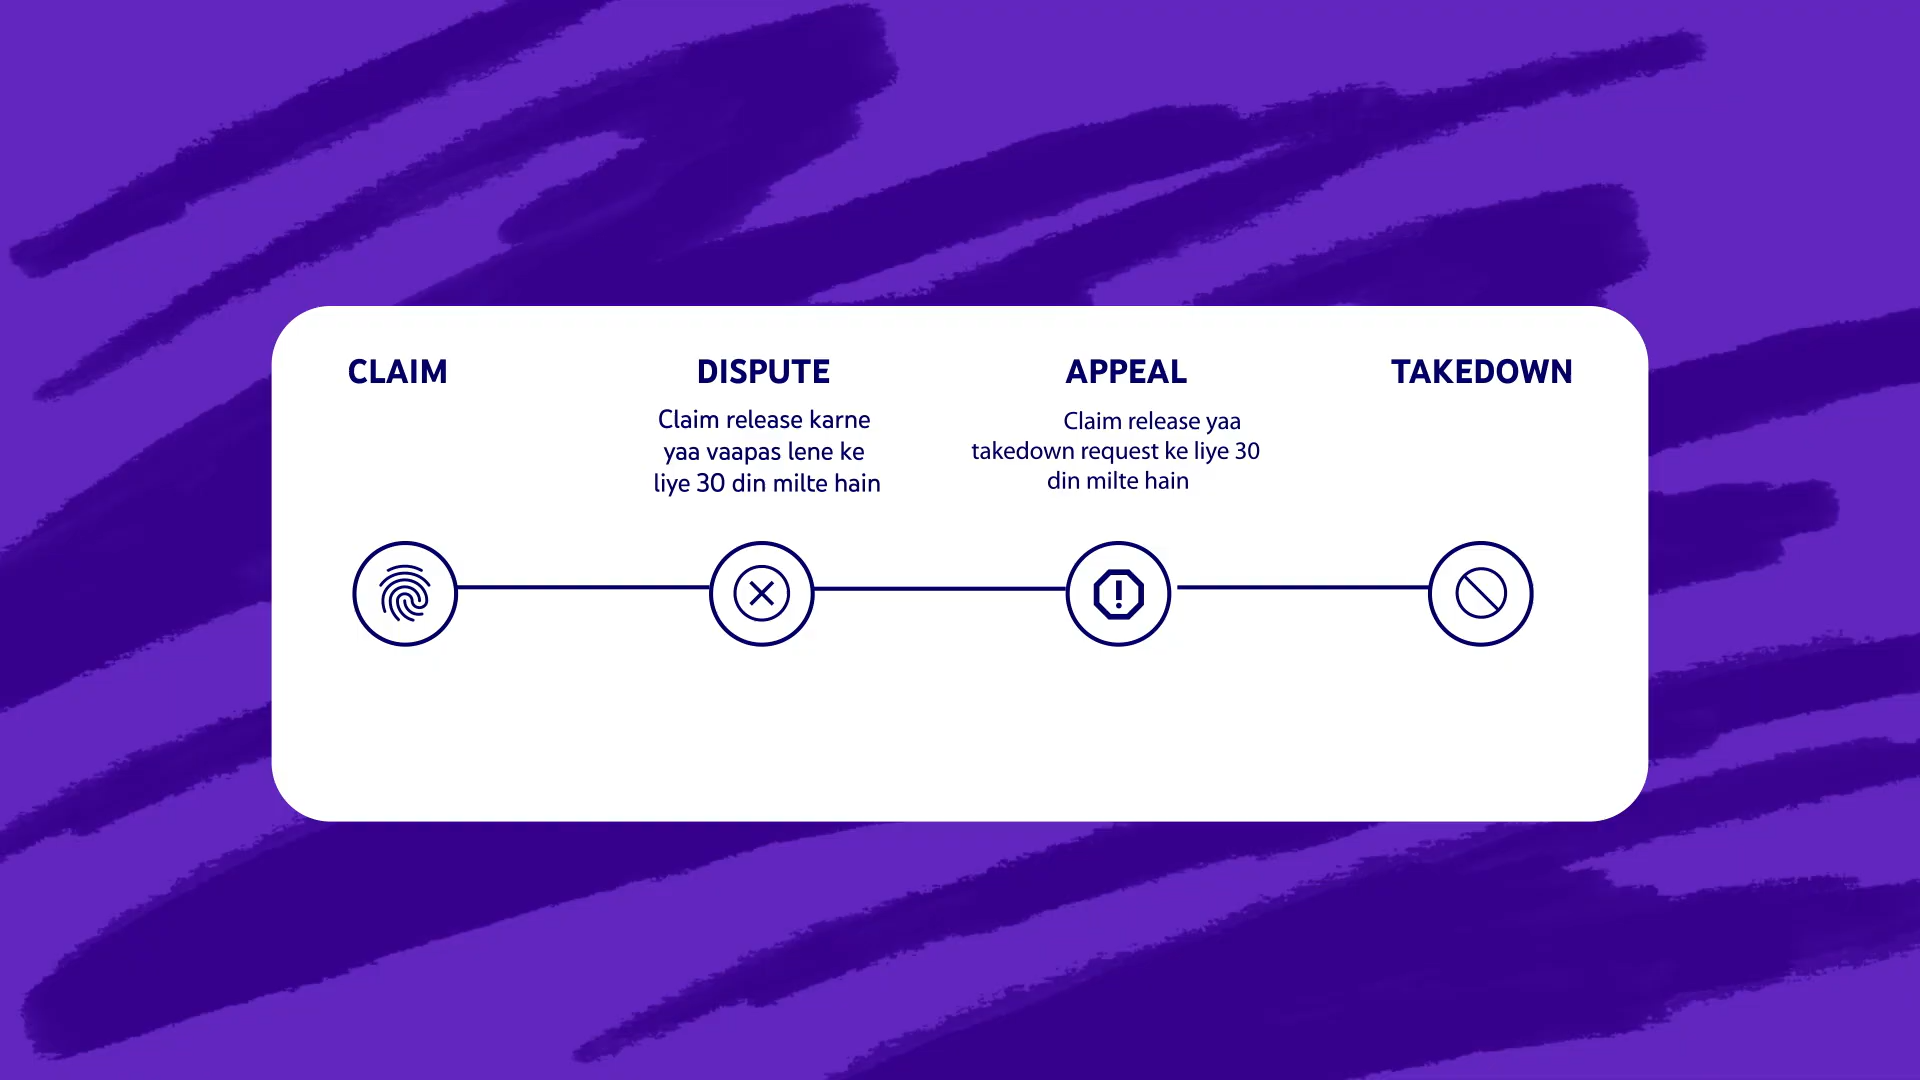 CLAIM
DISPUTE
Claim release karne
yaa vaapas lene ke
liye 30 din milte hain
APPEAL
Claim release yaa
takedown request ke liye 30
din milte hain
TAKEDOWN